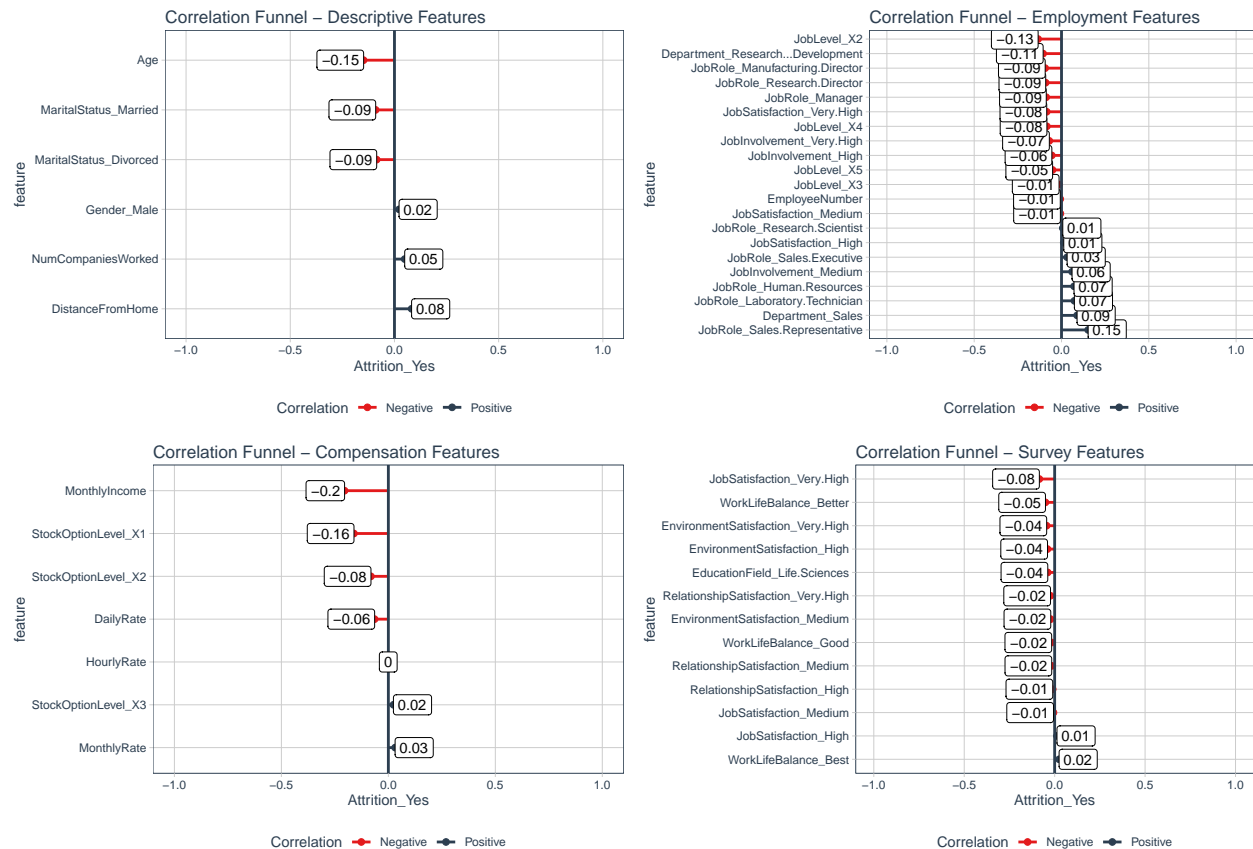 Correlation Funnel – Descriptive Features
feature
Age
−0.15
MaritalStatus_Married
−0.09
MaritalStatus_Divorced
−0.09
Gender_Male
0.02
NumCompaniesWorked
0.05
DistanceFromHome
0.08
−1.0 −0.5 0.0 0.5 1.0
Attrition_Yes
Correlation Negative Positive
Correlation Funnel – Employment Features
feature
JobLevel_X2
−0.13
Department_Research...Development
−0.11
JobRole_Manufacturing.Director
−0.09
JobRole_Research.Director
−0.09
JobRole_Manager
−0.09
JobSatisfaction_Very.High
−0.08
JobLevel_X4
−0.08
JobInvolvement_Very.High
−0.07
JobInvolvement_High
−0.06
JobLevel_X5
−0.05
JobLevel_X3
−0.01
EmployeeNumber
−0.01
JobSatisfaction_Medium
−0.01
JobRole_Research.Scientist
0.01
JobSatisfaction_High
0.01
JobRole_Sales.Executive
0.03
JobInvolvement_Medium
0.06
JobRole_Human.Resources
0.07
JobRole_Laboratory.Technician
0.07
Department_Sales
0.09
JobRole_Sales.Representative
0.15
−1.0 −0.5 0.0 0.5 1.0
Attrition_Yes
Correlation Negative Positive
Correlation Funnel – Compensation Features
feature
MonthlyIncome
−0.2
StockOptionLevel_X1
−0.16
StockOptionLevel_X2
−0.08
DailyRate
−0.06
HourlyRate
0
StockOptionLevel_X3
0.02
MonthlyRate
0.03
−1.0 −0.5 0.0 0.5 1.0
Attrition_Yes
Correlation Negative Positive
Correlation Funnel – Survey Features
feature
JobSatisfaction_Very.High
−0.08
WorkLifeBalance_Better
−0.05
EnvironmentSatisfaction_Very.High
−0.04
EnvironmentSatisfaction_High
−0.04
EducationField_Life.Sciences
−0.04
RelationshipSatisfaction_Very.High
−0.02
EnvironmentSatisfaction_Medium
−0.02
WorkLifeBalance_Good
−0.02
RelationshipSatisfaction_Medium
−0.02
RelationshipSatisfaction_High
−0.01
JobSatisfaction_Medium
−0.01
JobSatisfaction_High
0.01
WorkLifeBalance_Best
0.02
−1.0 −0.5 0.0 0.5 1.0
Attrition_Yes
Correlation Negative Positive